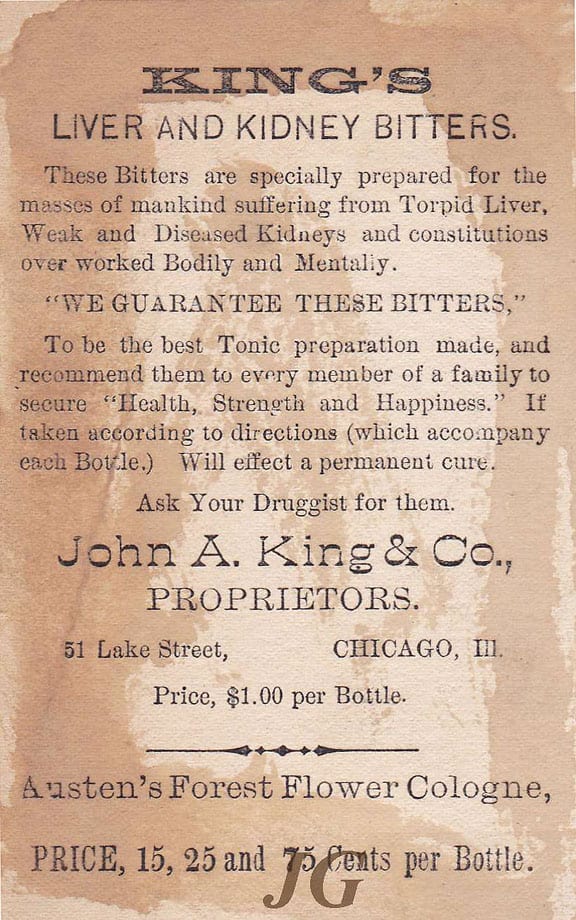 KING'S
LIVER AND KIDNEY BITTERS.
These Bitters are specially prepared for the
masses of mankind suffering from Torpid Liver,
Weak and Diseased Kidneys and constitutions
over worked Bodily and Mentally.
"WE GUARANTEE THESE BITTERS,"
To be the best Tonic preparation made, and
recommend them to every member of a family to
secure "Health, Strength and Happiness." If
taken according to directions (which accompany
each Bottle.) Will effect a permanent cure.
Ask Your Druggist for them.
John A. King & Co.,
PROPRIETORS.
51 Lake Street, CHICAGO, Ill.
Price, $1.00 per Bottle.
Austen's Forest Flower Cologne,
PRICE, 15, 25 and 75 Cents per Bottle.
JG